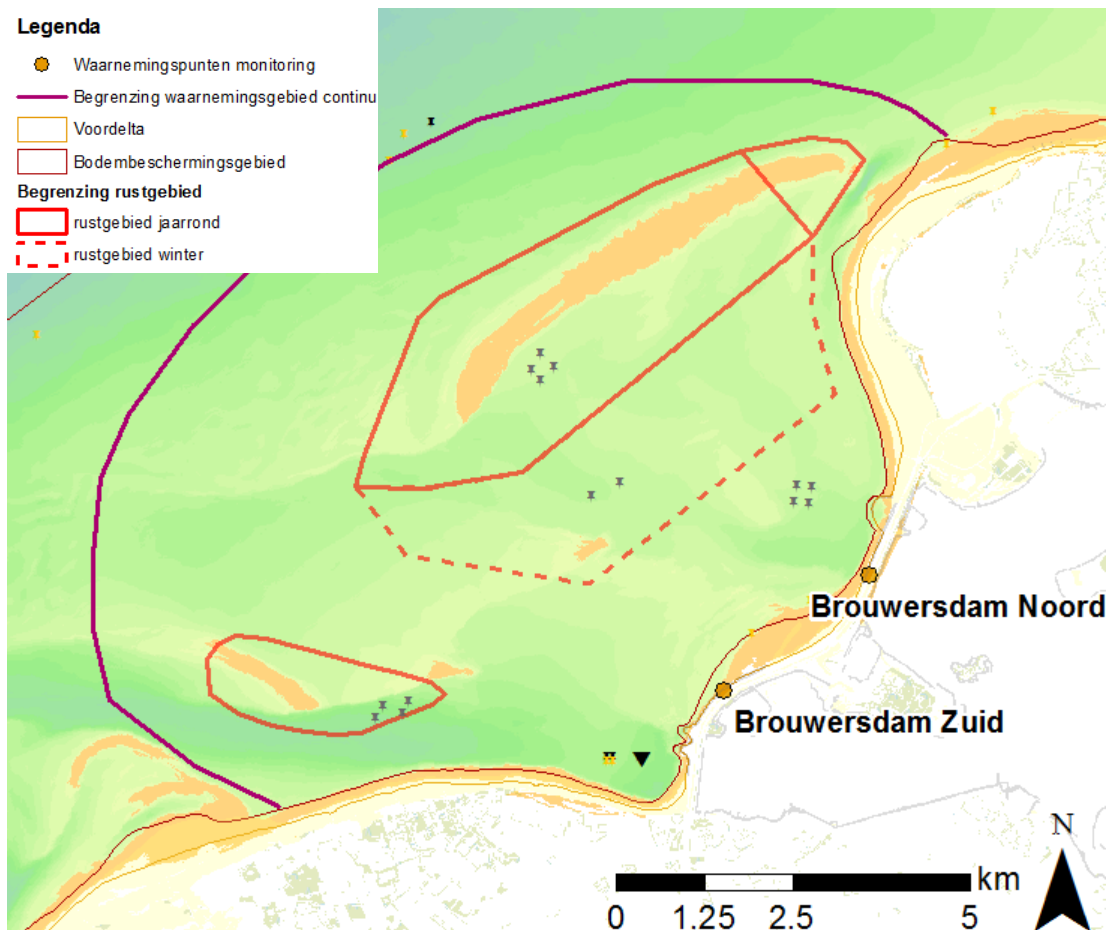 Legenda
Waarnemingspunten monitoring
Begrenzing waarnemingsgebied continu
Voordelta
Bodembeschermingsgebied
Begrenzing rustgebied
rustgebied jaarrond
rustgebied winter
Brouwersdam Noord
Brouwersdam Zuid
N
km
0 1.25 2.5 5